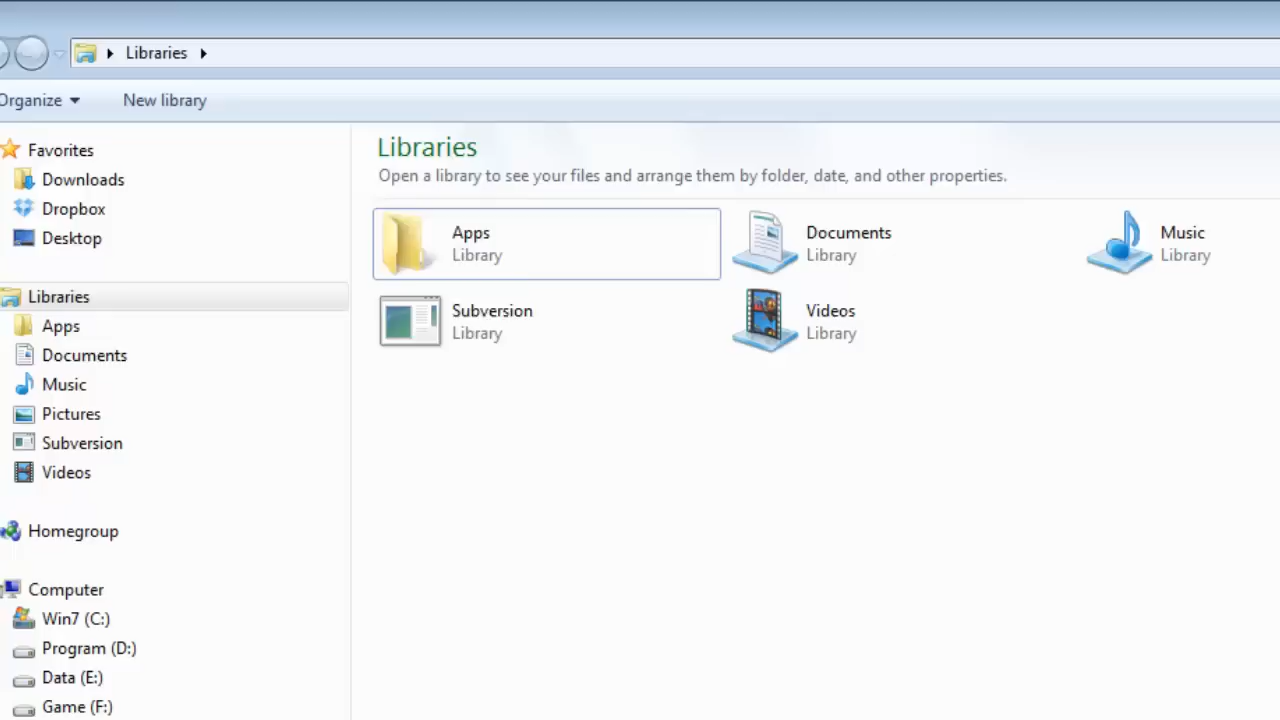 Libraries
Organize
New library
Favorites
Downloads
Dropbox
Desktop
Libraries
Apps
Documents
Music
Pictures
Subversion
Videos
Homegroup
Computer
Win7 (C:)
Program (D:)
Data (E:)
Game (F:)
Libraries
Open a library to see your files and arrange them by folder, date, and other properties.
Apps
Library
Documents
Library
Music
Library
Subversion
Library
Videos
Library